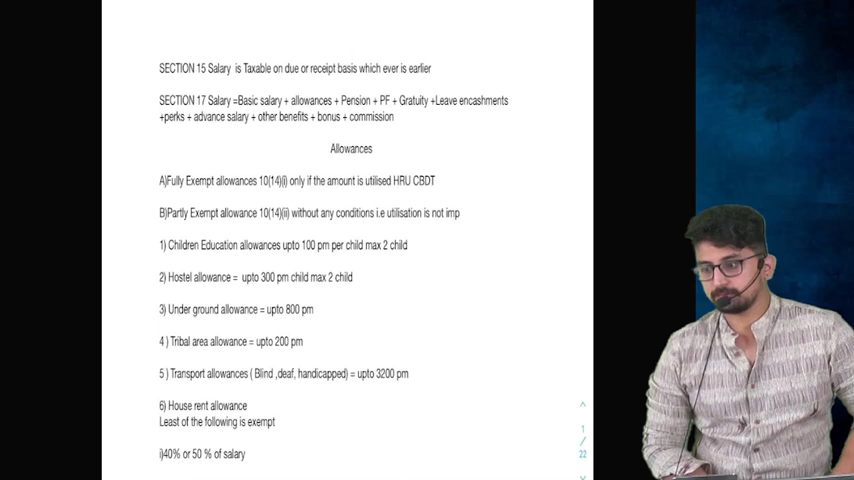 SECTION 15 Salary is Taxable on due or receipt basis which ever is earlier
SECTION 17 Salary =Basic salary + allowances + Pension + PF + Gratuity +Leave encashments
+perks + advance salary + other benefits + bonus + commission
Allowances
A)Fully Exempt allowances 10(14)(i) only if the amount is utilised HRU CBDT
B)Partly Exempt allowance 10(14)(ii) without any conditions i.e utilisation is not imp
1) Children Education allowances upto 100 pm per child max 2 child
2) Hostel allowance = upto 300 pm child max 2 child
3) Under ground allowance = upto 800 pm
4 ) Tribal area allowance = upto 200 pm
5 ) Transport allowances ( Blind ,deaf, handicapped) = upto 3200 pm
6) House rent allowance
Least of the following is exempt
i)40% or 50 % of salary
1
/
22